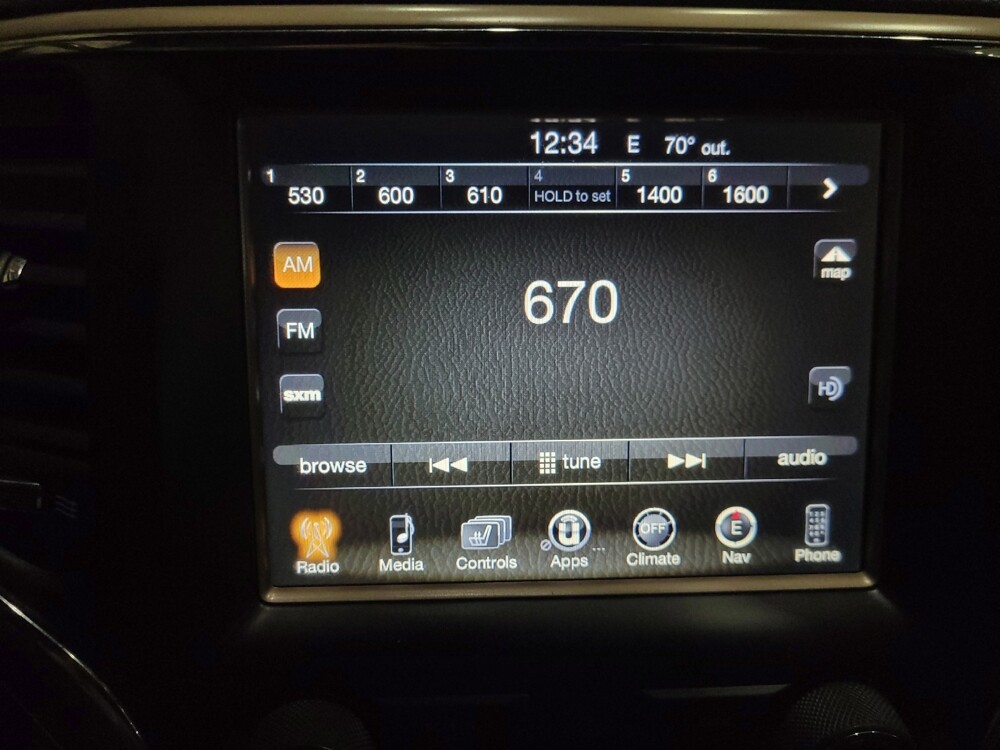 12:34 E 70° out.
1 2 3 4 5 6
530 600 610 HOLD to set 1400 1600
AM
map
670
FM
HD
sxm
browse tune audio
OFF E
Radio Media Controls Apps ... Climate Nav Phone